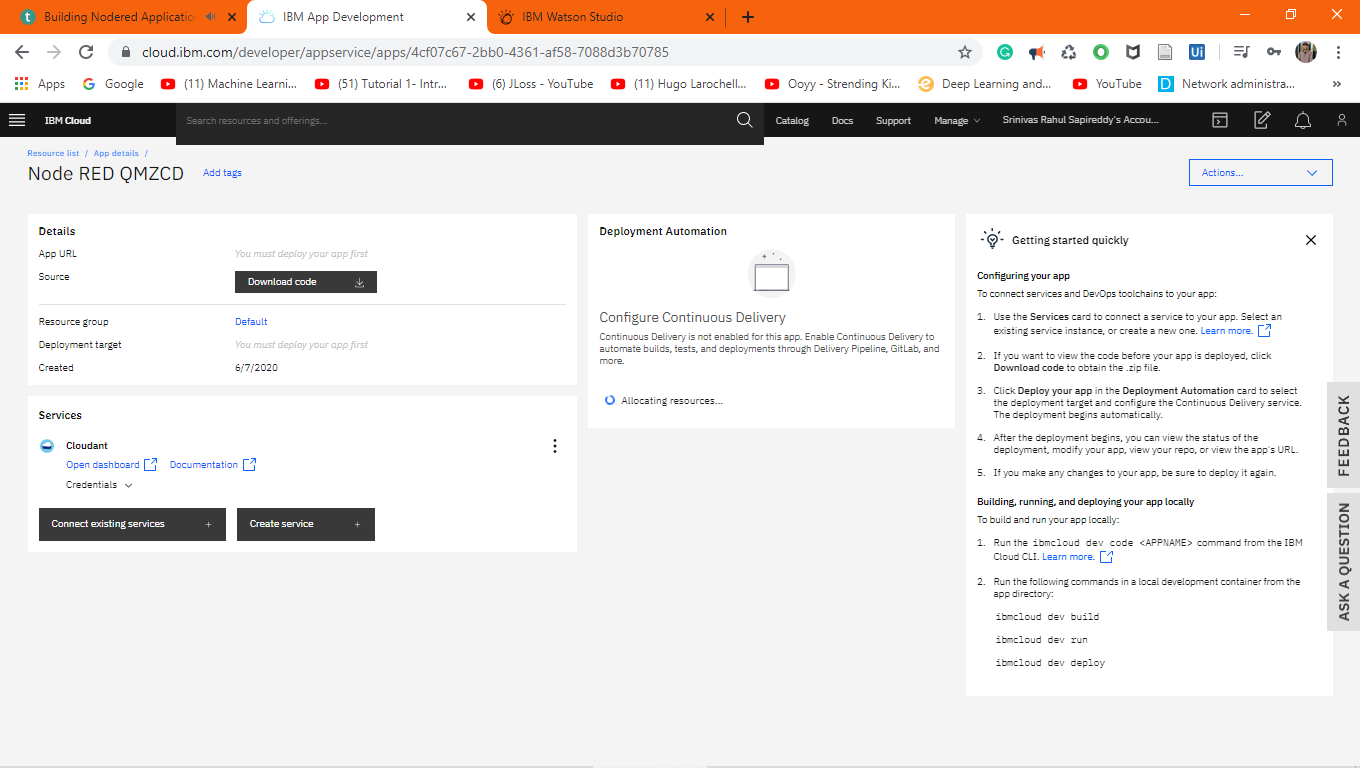 Building Nodered Applicatio
IBM App Development
IBM Watson Studio
cloud.ibm.com/developer/appservice/apps/4cf07c67-2bb0-4361-af58-7088d3b70785
Apps
Google
(11) Machine Learni...
(51) Tutorial 1- Intr...
(6) JLoss - YouTube
(11) Hugo Larochell...
Ooyy - Strending Ki...
Deep Learning and...
YouTube
Network administra...
IBM Cloud
Search resources and offerings...
Catalog
Docs
Support
Manage
Srinivas Rahul Sapireddy's Accou...
Resource list / App details /
Node RED QMZCD
Add tags
Actions...
Details
App URL
You must deploy your app first
Source
Download code
Resource group
Default
Deployment target
You must deploy your app first
Created
6/7/2020
Services
Cloudant
Open dashboard
Documentation
Credentials
Connect existing services +
Create service +
Deployment Automation
Configure Continuous Delivery
Continuous Delivery is not enabled for this app. Enable Continuous Delivery to
automate builds, tests, and deployments through Delivery Pipeline, GitLab, and
more.
Allocating resources...
Getting started quickly
Configuring your app
To connect services and DevOps toolchains to your app:
1. Use the Services card to connect a service to your app. Select an
existing service instance, or create a new one. Learn more.
2. If you want to view the code before your app is deployed, click
Download code to obtain the .zip file.
3. Click Deploy your app in the Deployment Automation card to select
the deployment target and configure the Continuous Delivery service.
The deployment begins automatically.
4. After the deployment begins, you can view the status of the
deployment, modify your app, view your repo, or view the app's URL.
5. If you make any changes to your app, be sure to deploy it again.
Building, running, and deploying your app locally
To build and run your app locally:
1. Run the ibmcloud dev code <APPNAME> command from the IBM
Cloud CLI. Learn more.
2. Run the following commands in a local development container from the
app directory:
ibmcloud dev build
ibmcloud dev run
ibmcloud dev deploy
FEEDBACK
ASK A QUESTION